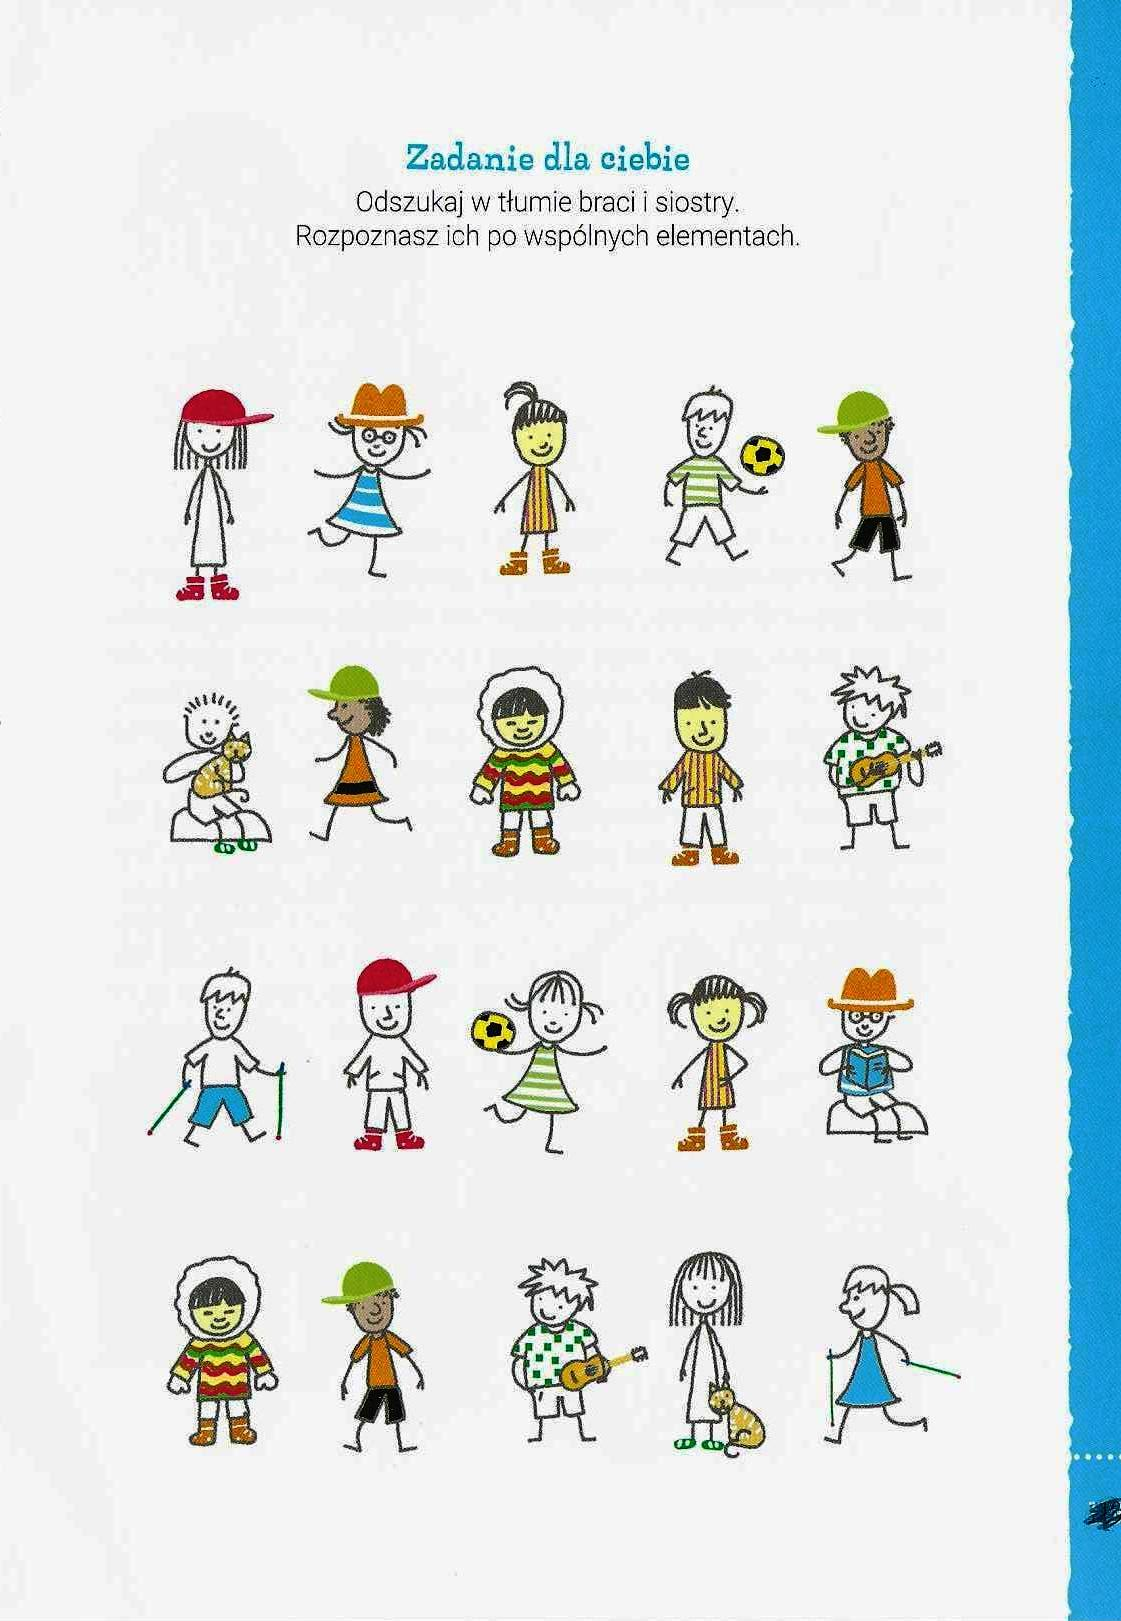 Zadanie dla ciebie
Odszukaj w tłumie braci i siostry.
Rozpoznasz ich po wspólnych elementach.